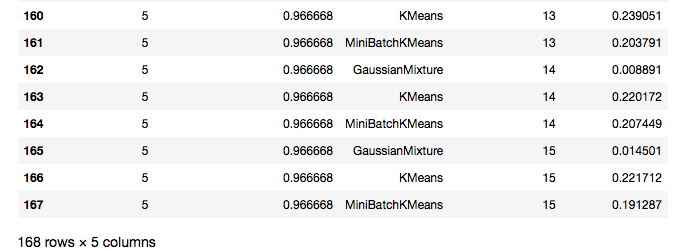 160 5 0.966668 KMeans 13 0.239051
161 5 0.966668 MiniBatchKMeans 13 0.203791
162 5 0.966668 GaussianMixture 14 0.008891
163 5 0.966668 KMeans 14 0.220172
164 5 0.966668 MiniBatchKMeans 14 0.207449
165 5 0.966668 GaussianMixture 15 0.014501
166 5 0.966668 KMeans 15 0.221712
167 5 0.966668 MiniBatchKMeans 15 0.191287
168 rows × 5 columns